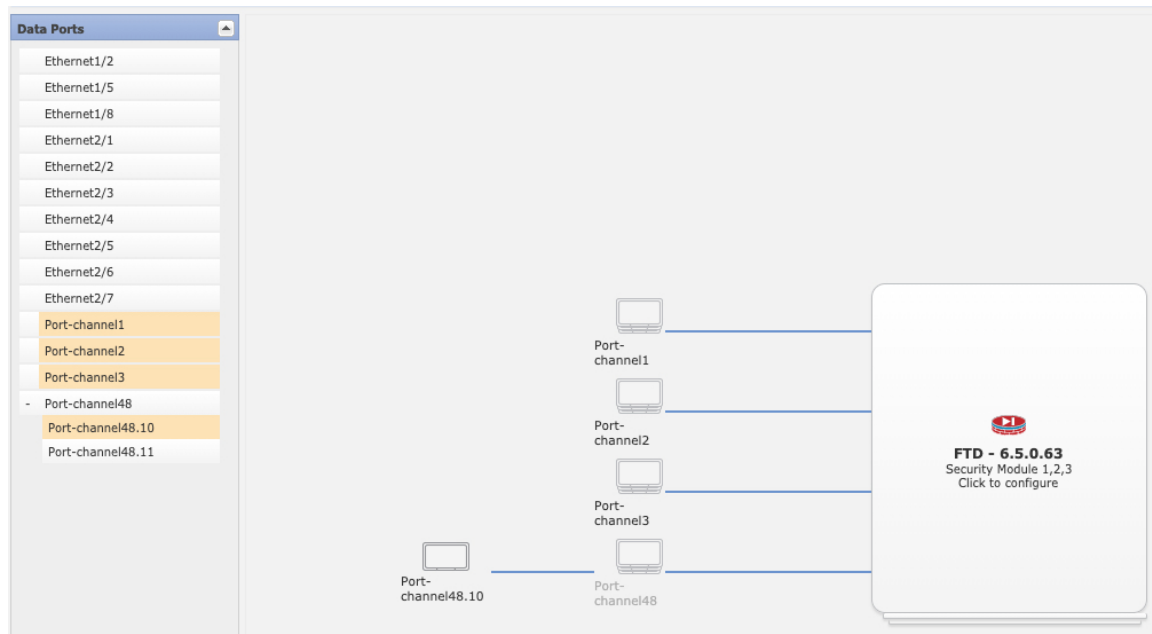 Data Ports
Ethernet1/2
Ethernet1/5
Ethernet1/8
Ethernet2/1
Ethernet2/2
Ethernet2/3
Ethernet2/4
Ethernet2/5
Ethernet2/6
Ethernet2/7
Port-channel1
Port-channel2
Port-channel3
- Port-channel48
Port-channel48.10
Port-channel48.11
Port-
channel1
Port-
channel2
Port-
channel3
Port-
channel48.10
Port-
channel48
FTD - 6.5.0.63
Security Module 1,2,3
Click to configure